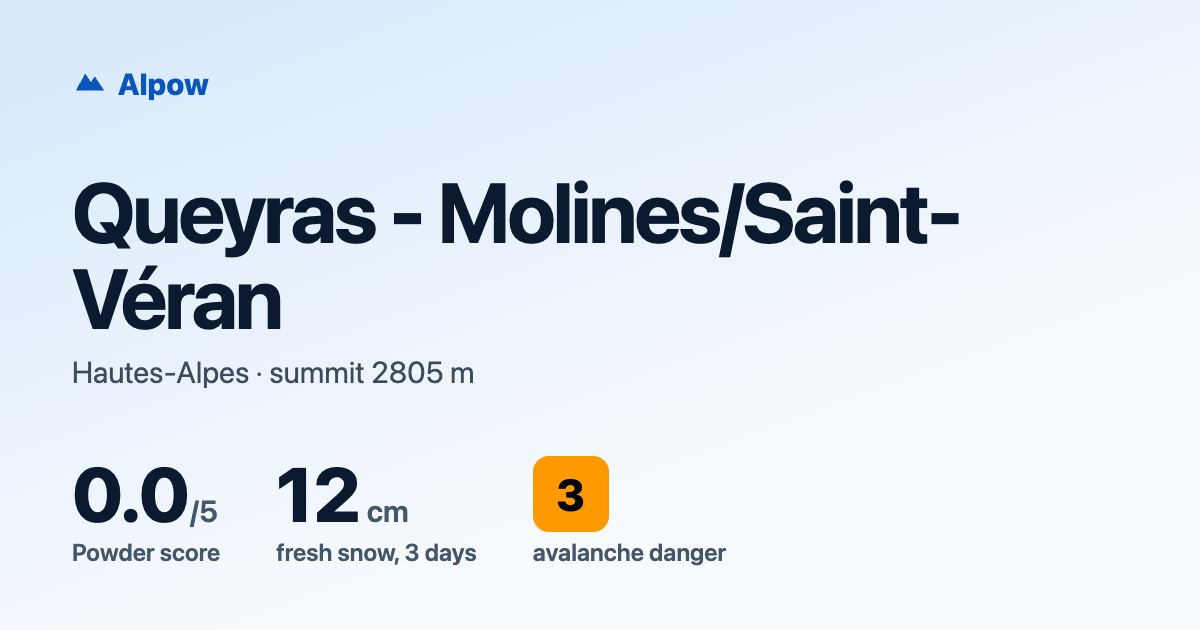 Alpow
Queyras - Molines/Saint-
Véran
Hautes-Alpes · summit 2805 m
0.0/5
Powder score
12 cm
fresh snow, 3 days
3
avalanche danger